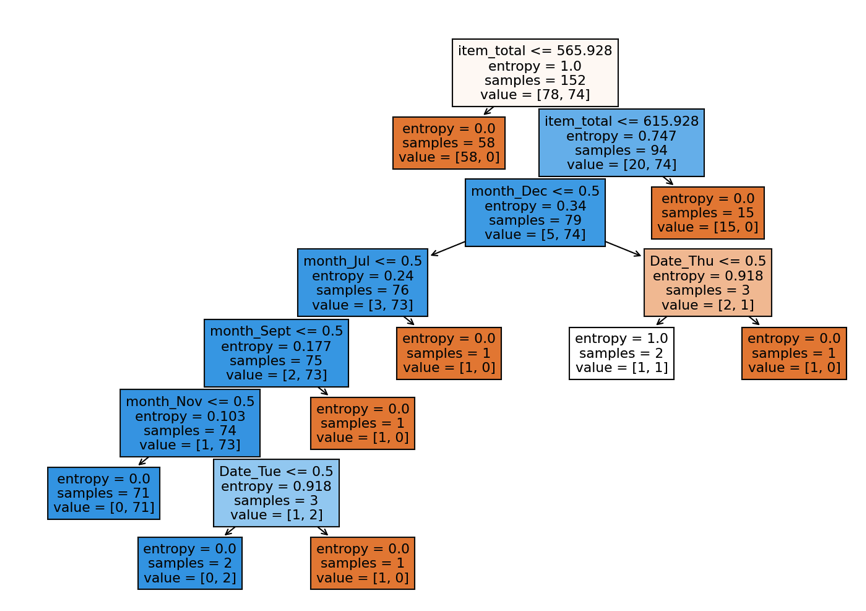 item_total <= 565.928
entropy = 1.0
samples = 152
value = [78, 74]
entropy = 0.0
samples = 58
value = [58, 0]
item_total <= 615.928
entropy = 0.747
samples = 94
value = [20, 74]
month_Dec <= 0.5
entropy = 0.34
samples = 79
value = [5, 74]
entropy = 0.0
samples = 15
value = [15, 0]
month_Jul <= 0.5
entropy = 0.24
samples = 76
value = [3, 73]
Date_Thu <= 0.5
entropy = 0.918
samples = 3
value = [2, 1]
month_Sept <= 0.5
entropy = 0.177
samples = 75
value = [2, 73]
entropy = 0.0
samples = 1
value = [1, 0]
entropy = 1.0
samples = 2
value = [1, 1]
entropy = 0.0
samples = 1
value = [1, 0]
month_Nov <= 0.5
entropy = 0.103
samples = 74
value = [1, 73]
entropy = 0.0
samples = 1
value = [1, 0]
entropy = 0.0
samples = 71
value = [0, 71]
Date_Tue <= 0.5
entropy = 0.918
samples = 3
value = [1, 2]
entropy = 0.0
samples = 2
value = [0, 2]
entropy = 0.0
samples = 1
value = [1, 0]